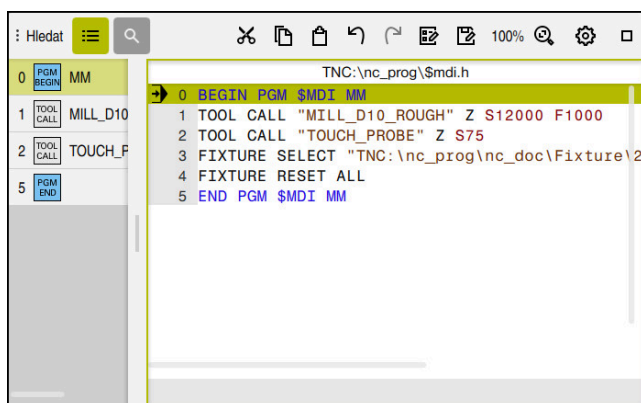 Hledat
100%
TNC:\nc_prog\$mdi.h
0 PGM BEGIN MM
1 TOOL CALL MILL_D10
2 TOOL CALL TOUCH_P
5 PGM END
0 BEGIN PGM $MDI MM
1 TOOL CALL "MILL_D10_ROUGH" Z S12000 F1000
2 TOOL CALL "TOUCH_PROBE" Z S75
3 FIXTURE SELECT "TNC:\nc_prog\nc_doc\Fixture\2
4 FIXTURE RESET ALL
5 END PGM $MDI MM